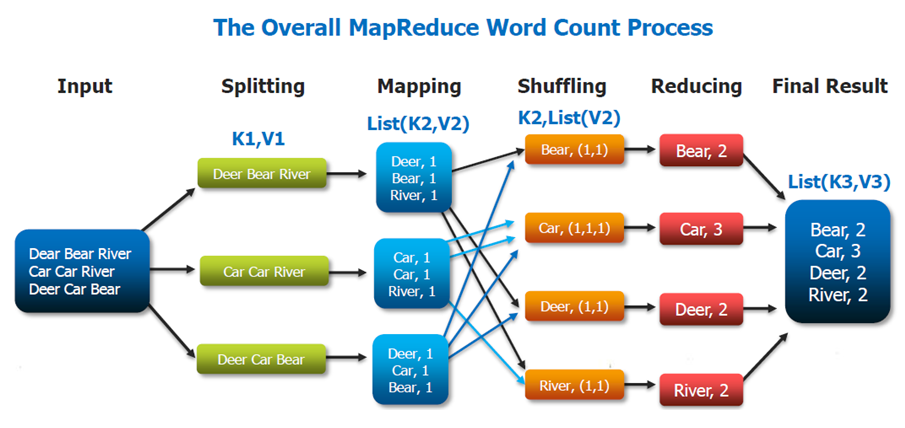 The Overall MapReduce Word Count Process
Input
Splitting
Mapping
Shuffling
Reducing
Final Result
K1,V1
List(K2,V2)
K2,List(V2)
List(K3,V3)
Dear Bear River
Car Car River
Deer Car Bear
Deer Bear River
Car Car River
Deer Car Bear
Deer, 1
Bear, 1
River, 1
Car, 1
Car, 1
River, 1
Deer, 1
Car, 1
Bear, 1
Bear, (1,1)
Car, (1,1,1)
Deer, (1,1)
River, (1,1)
Bear, 2
Car, 3
Deer, 2
River, 2
Bear, 2
Car, 3
Deer, 2
River, 2